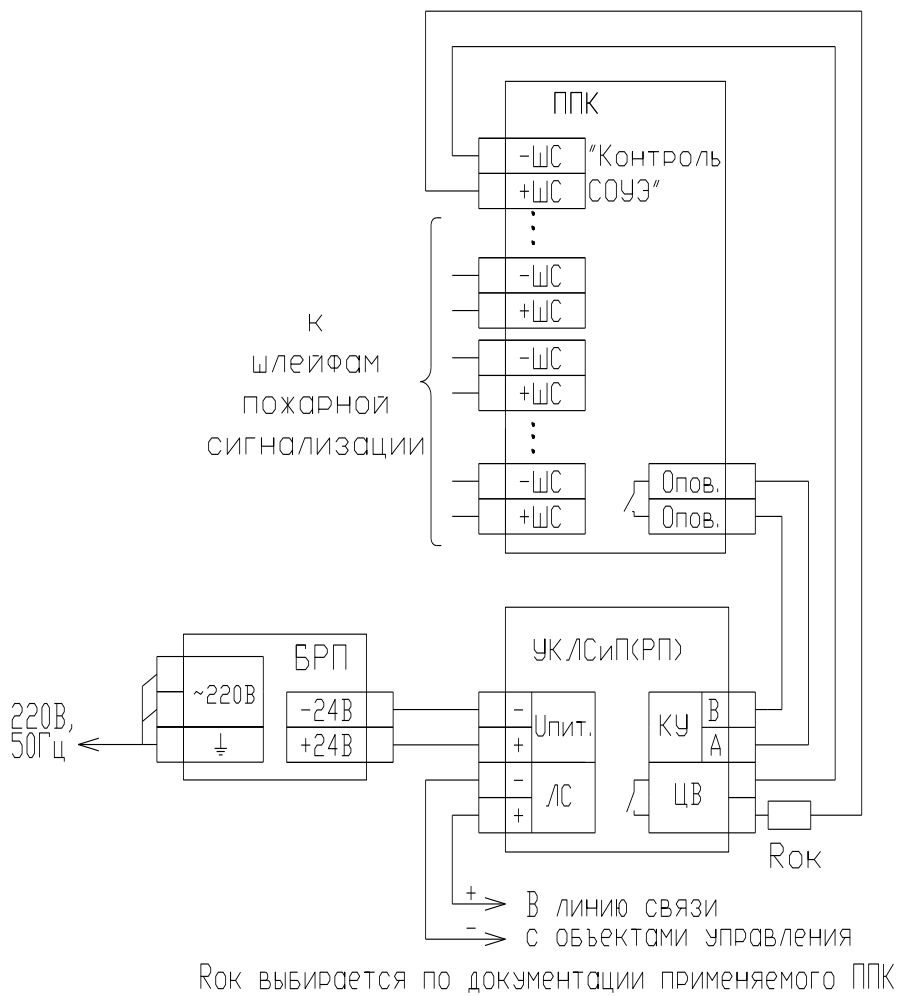 ППК
-ШС "Контроль
+ШС СОУЭ"
-ШС
+ШС
к
шлейфам
пожарной
сигнализации
-ШС
+ШС
-ШС
+ШС
Опов.
Опов.
БРП
~220В
-24В
+24В
220В,
50Гц
УКЛСиП(РП)
-
+
Uпит.
-
+
ЛС
КУ
В
А
ЦВ
Rок
+
В линию связи
-
с объектами управления
Rок выбирается по документации применяемого ППК